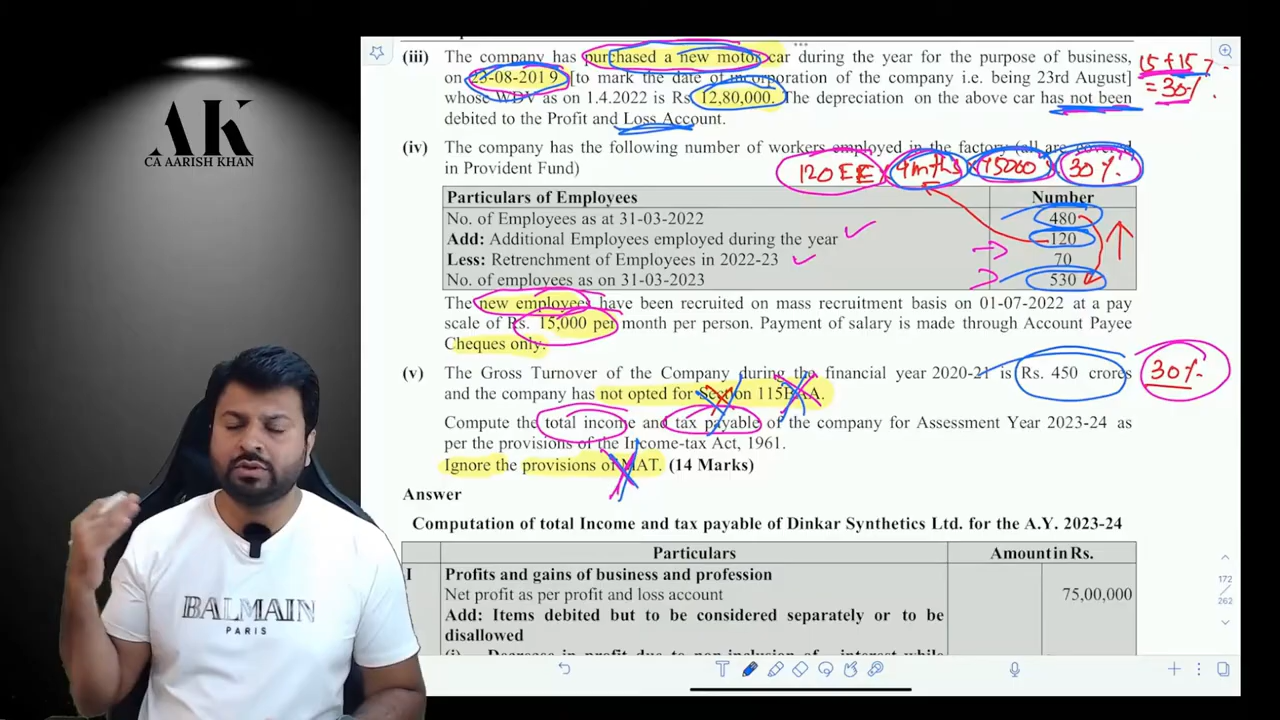 AK
CA AARISH KHAN
BALMAIN
PARIS
(iii) The company has purchased a new motor car during the year for the purpose of business,
on 23-08-2019 [to mark the date of incorporation of the company i.e. being 23rd August]
whose WDV as on 1.4.2022 is Rs. 12,80,000. The depreciation on the above car has not been
debited to the Profit and Loss Account.
15+15%
=30%.
(iv) The company has the following number of workers employed in the factory (all are covered
in Provident Fund)
120 EE 9mths 15000 30%.
Particulars of Employees Number
No. of Employees as at 31-03-2022 480
Add: Additional Employees employed during the year 120
Less: Retrenchment of Employees in 2022-23 70
No. of employees as on 31-03-2023 530
The new employees have been recruited on mass recruitment basis on 01-07-2022 at a pay
scale of Rs. 15,000 per month per person. Payment of salary is made through Account Payee
Cheques only.
(v) The Gross Turnover of the Company during the financial year 2020-21 is Rs. 450 crores
and the company has not opted for Section 115BAA.
30%.
Compute the total income and tax payable of the company for Assessment Year 2023-24 as
per the provisions of the Income-tax Act, 1961.
Ignore the provisions of MAT. (14 Marks)
Answer
Computation of total Income and tax payable of Dinkar Synthetics Ltd. for the A.Y. 2023-24
Particulars Amount in Rs.
I Profits and gains of business and profession
Net profit as per profit and loss account 75,00,000
Add: Items debited but to be considered separately or to be
disallowed
(i) Decrease in profit due to non-inclusion of interest while
172
262